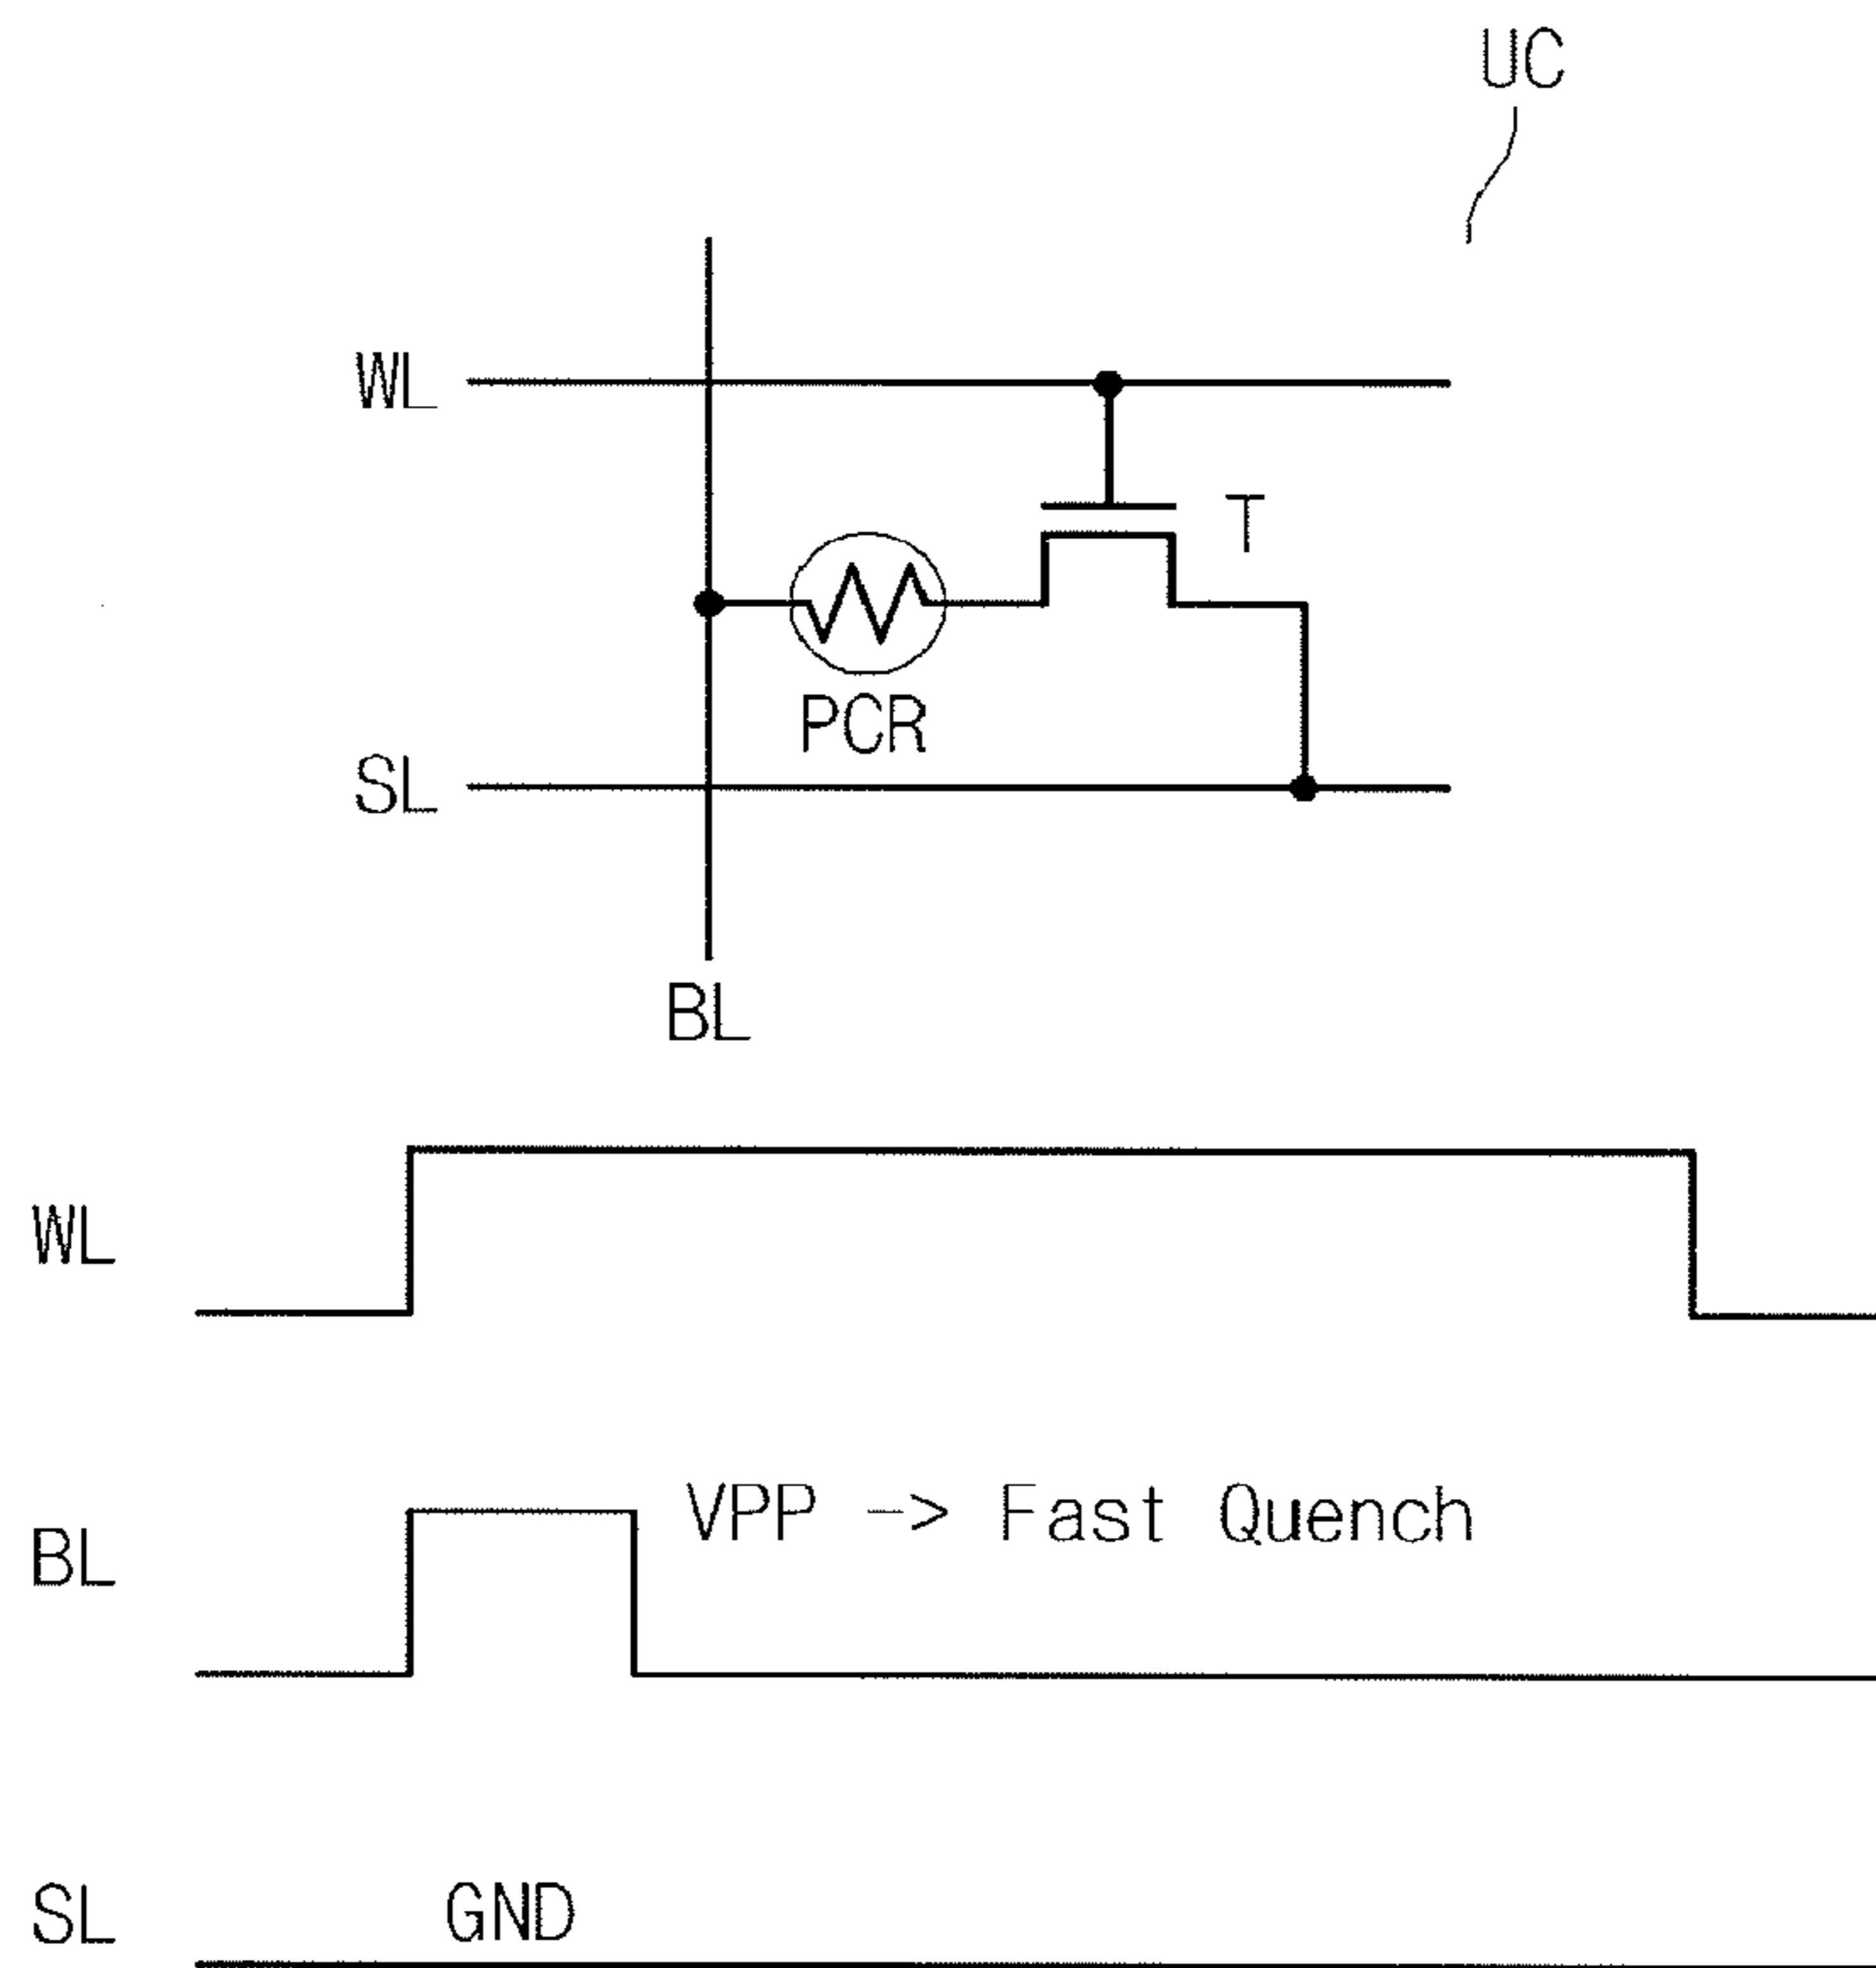 UC
WL
T
PCR
SL
BL
WL
VPP -> Fast Quench
BL
SL GND